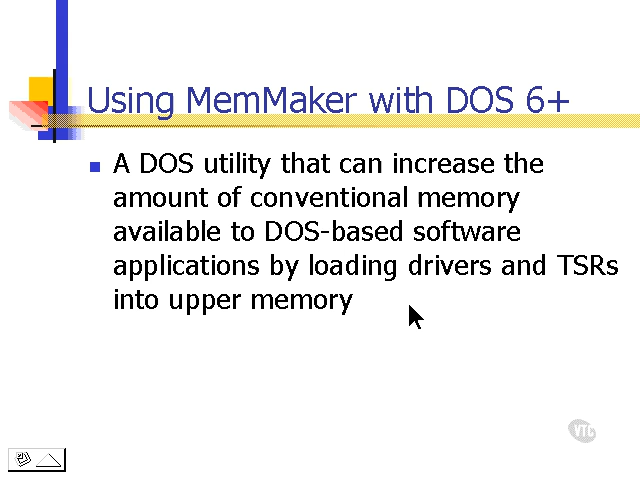 Using MemMaker with DOS 6+
A DOS utility that can increase the
amount of conventional memory
available to DOS-based software
applications by loading drivers and TSRs
into upper memory
VTC